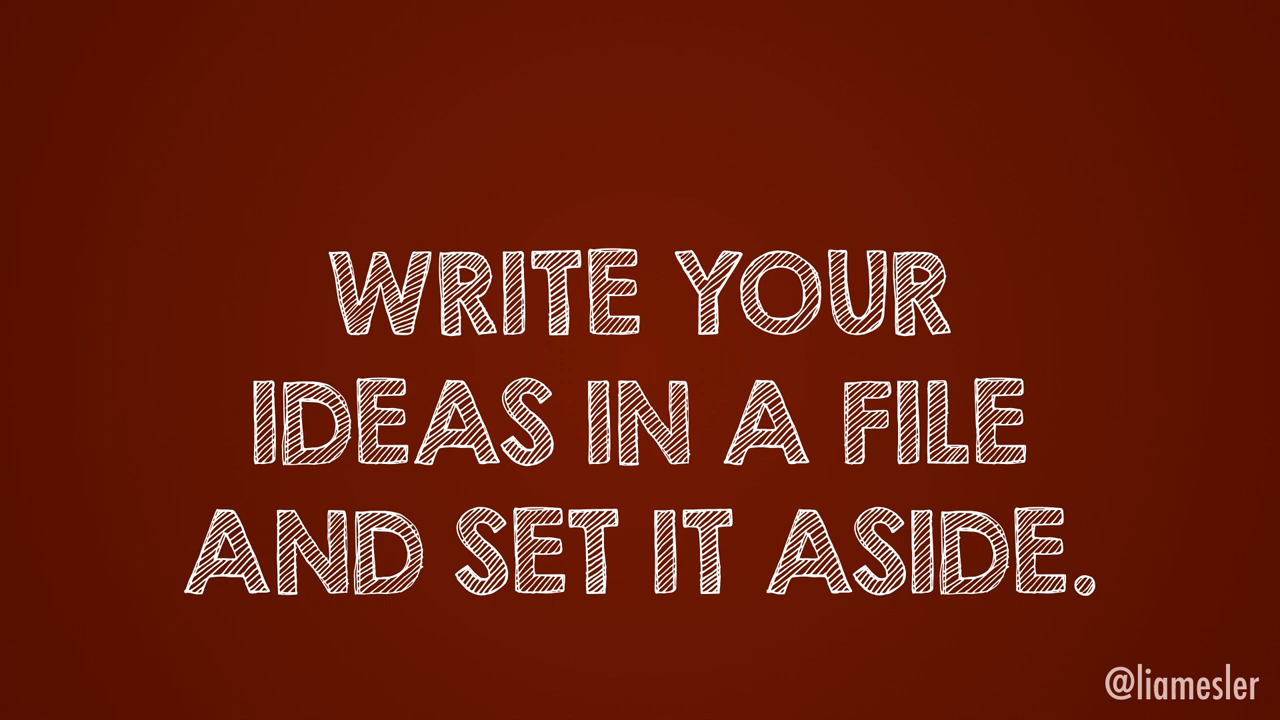 WRITE YOUR
IDEAS IN A FILE
AND SET IT ASIDE.
@liamesler